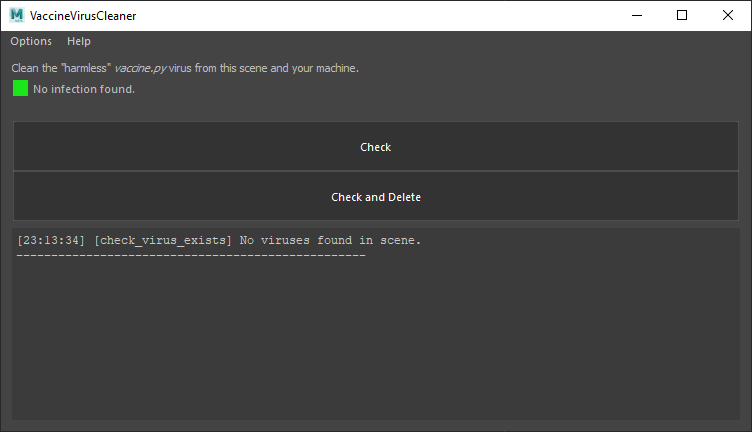 VaccineVirusCleaner
Options Help
Clean the "harmless" vaccine.py virus from this scene and your machine.
No infection found.
Check
Check and Delete
[23:13:34] [check_virus_exists] No viruses found in scene.
--------------------------------------------------